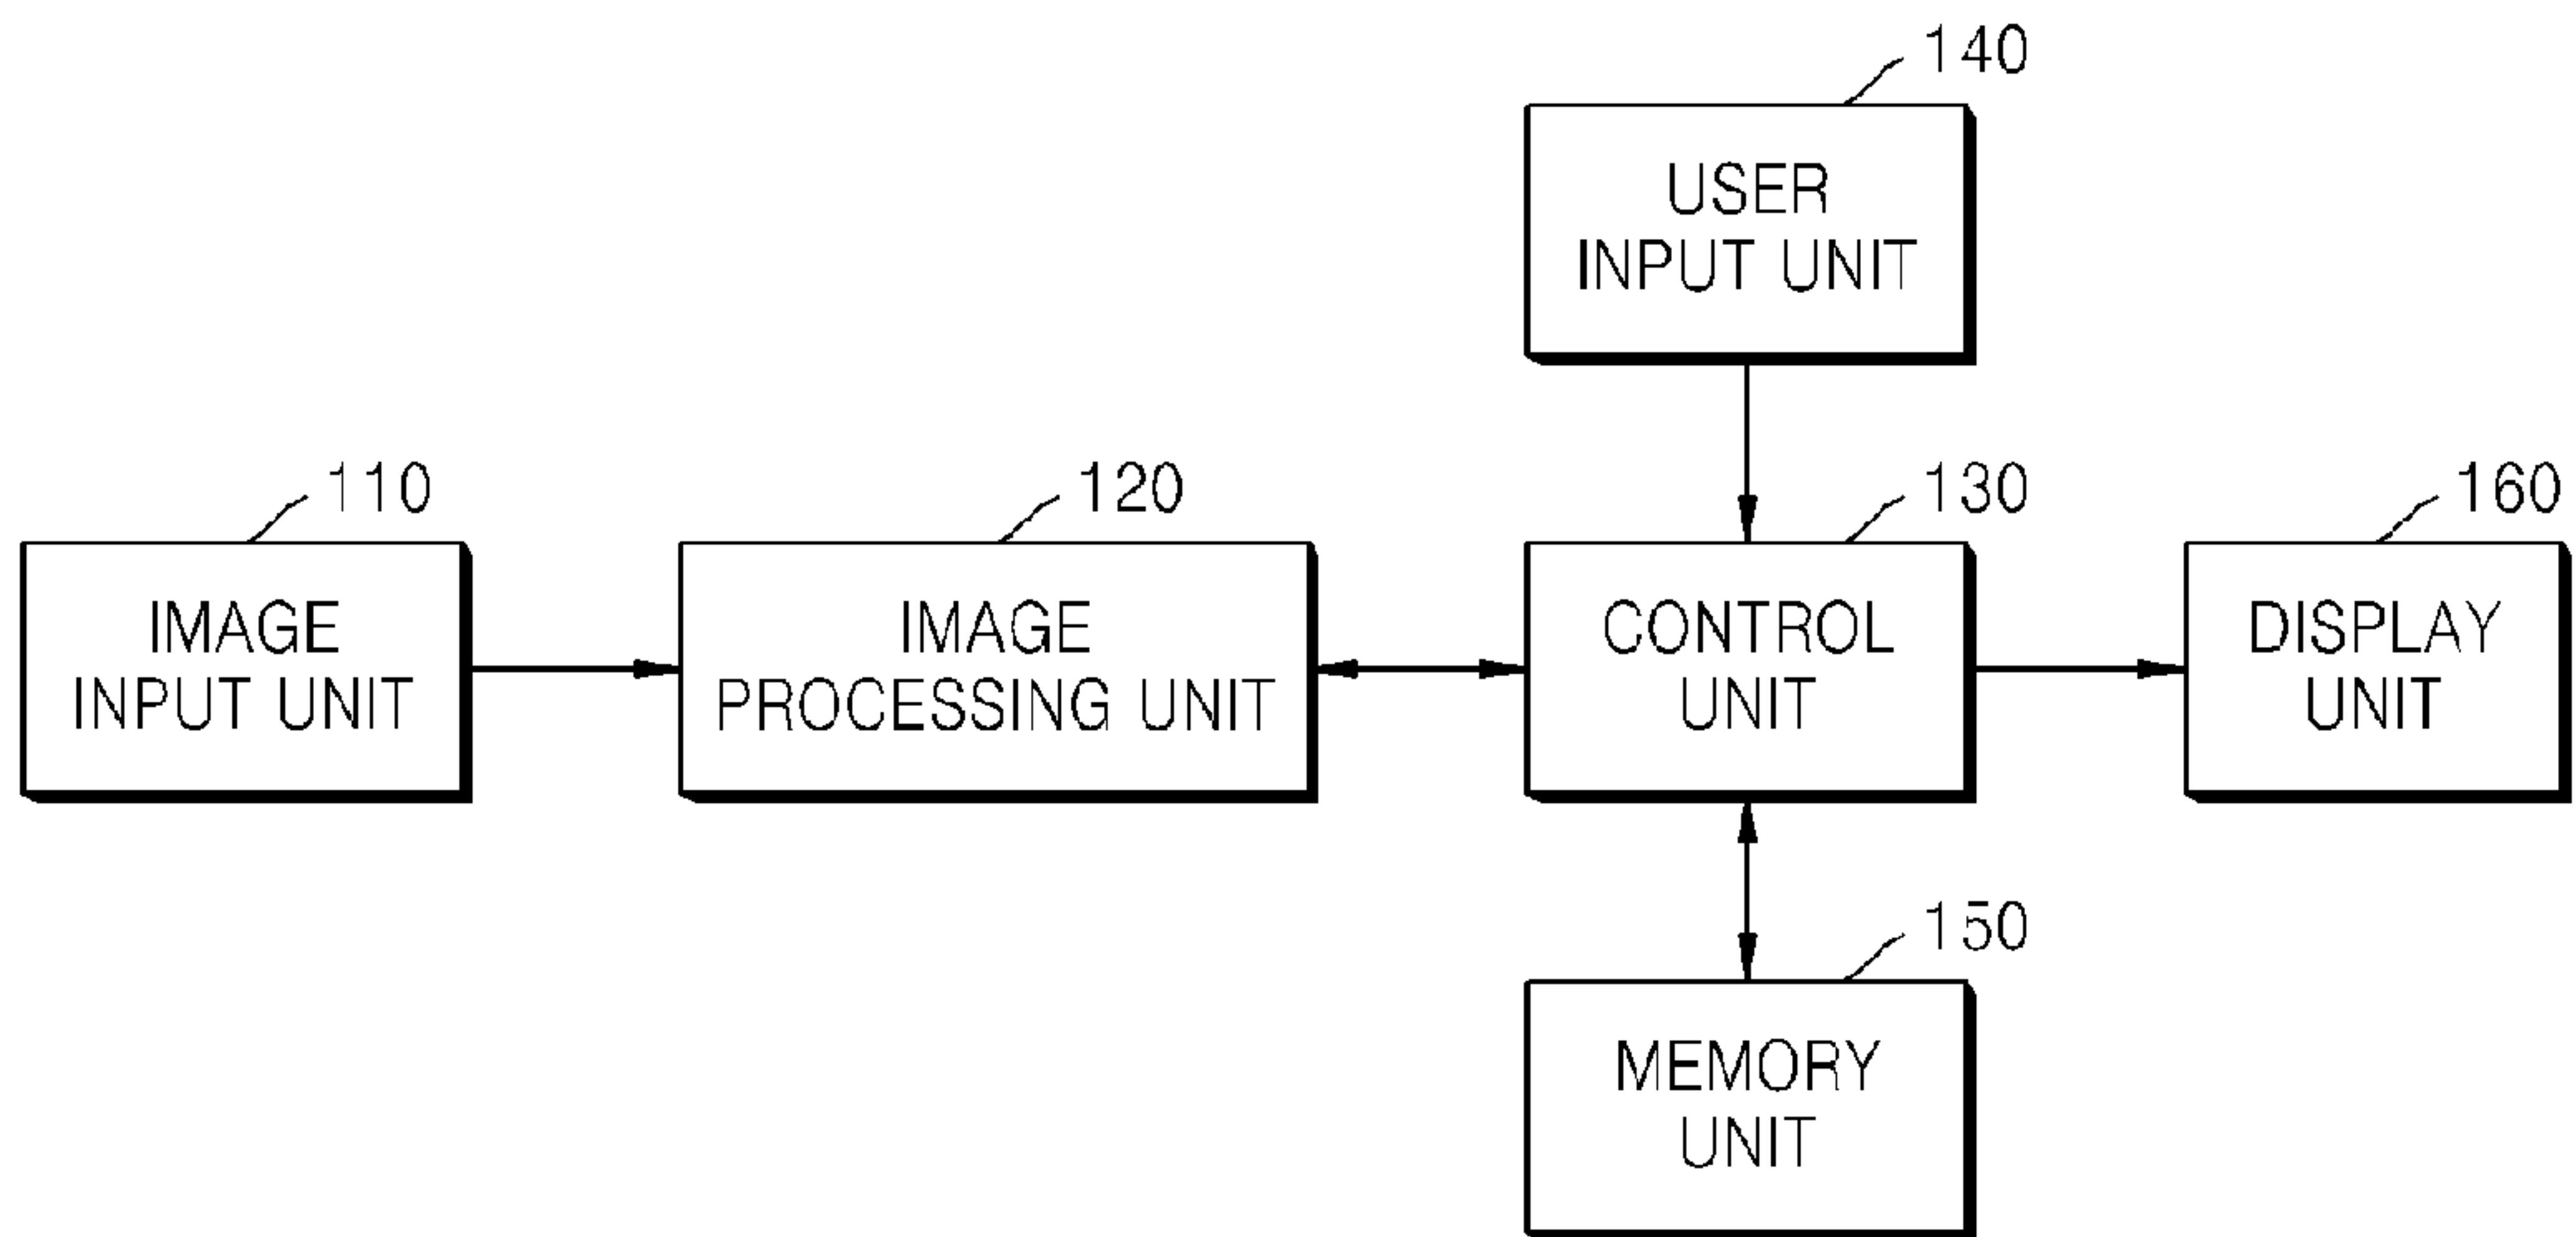 140
USER
INPUT UNIT
110
120
130
160
IMAGE
INPUT UNIT
IMAGE
PROCESSING UNIT
CONTROL
UNIT
DISPLAY
UNIT
150
MEMORY
UNIT